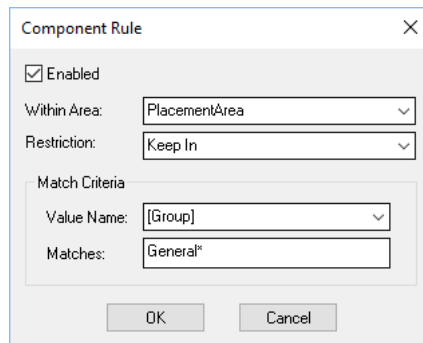 Component Rule
Enabled
Within Area: PlacementArea
Restriction: Keep In
Match Criteria
Value Name: [Group]
Matches: General*
OK Cancel